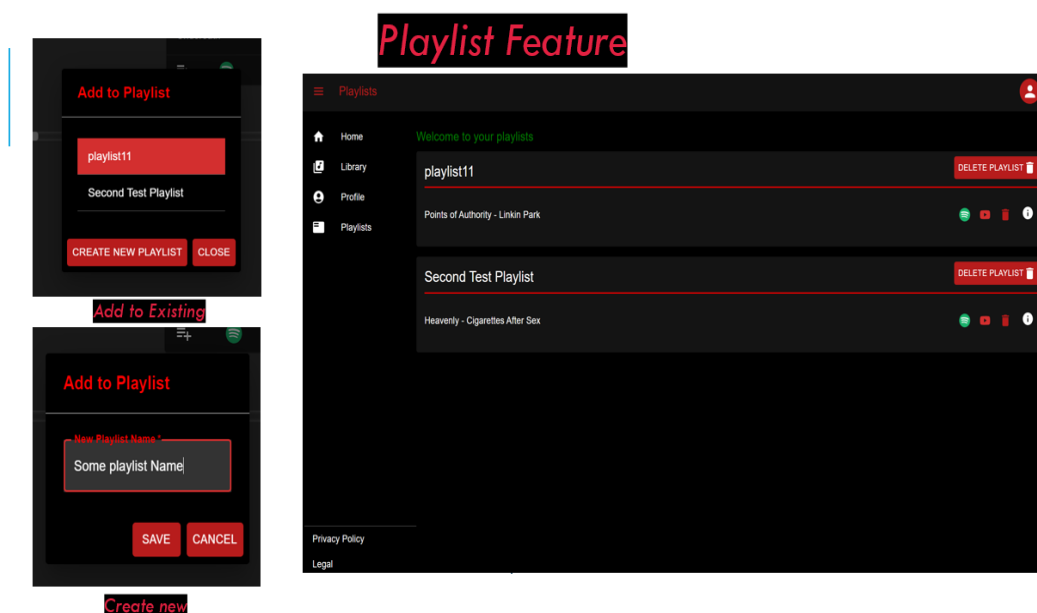 Playlist Feature
Add to Playlist
playlist11
Second Test Playlist
CREATE NEW PLAYLIST CLOSE
Add to Existing
Add to Playlist
New Playlist Name *
Some playlist Name
SAVE CANCEL
Create new
Playlists
Home
Library
Profile
Playlists
Privacy Policy
Legal
Welcome to your playlists
playlist11
DELETE PLAYLIST
Points of Authority - Linkin Park
Second Test Playlist
DELETE PLAYLIST
Heavenly - Cigarettes After Sex